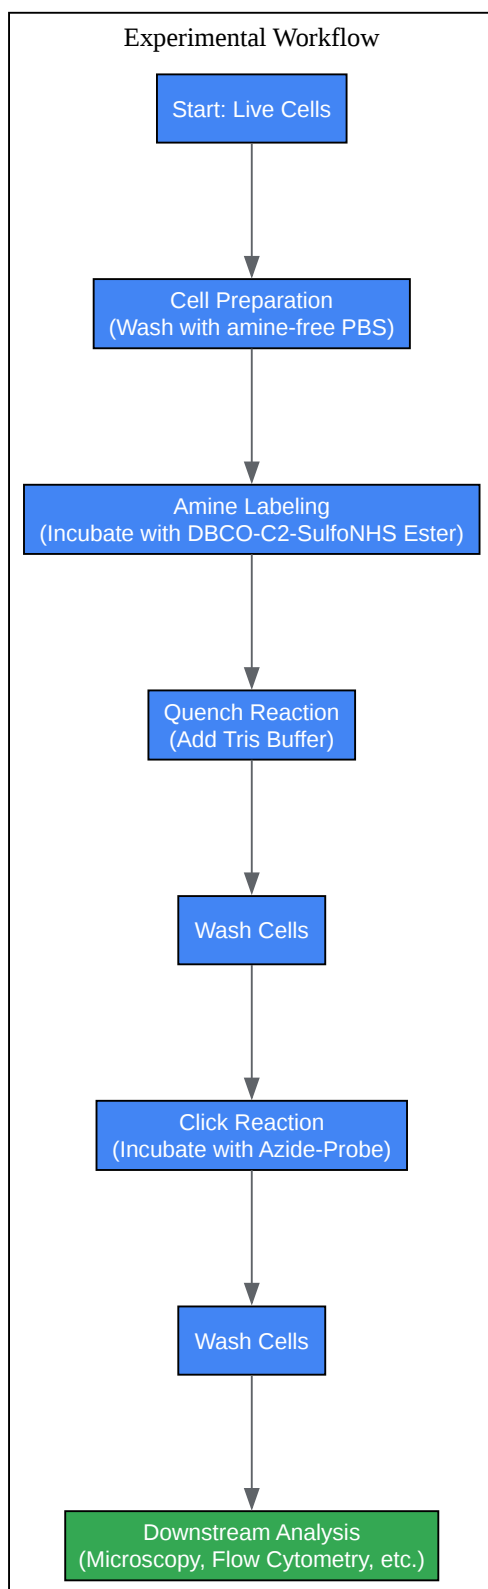 Experimental Workflow
Start: Live Cells
Cell Preparation
(Wash with amine-free PBS)
Amine Labeling
(Incubate with DBCO-C2-SulfoNHS Ester)
Quench Reaction
(Add Tris Buffer)
Wash Cells
Click Reaction
(Incubate with Azide-Probe)
Wash Cells
Downstream Analysis
(Microscopy, Flow Cytometry, etc.)